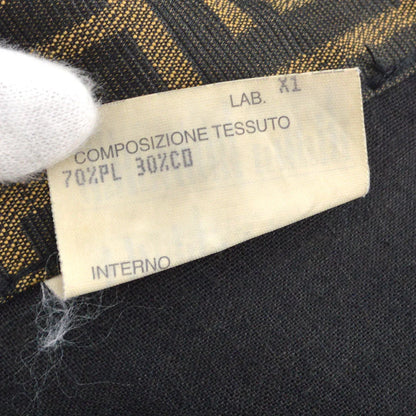 LAB. X1
COMPOSIZIONE TESSUTO
70%PL 30%CO
INTERNO